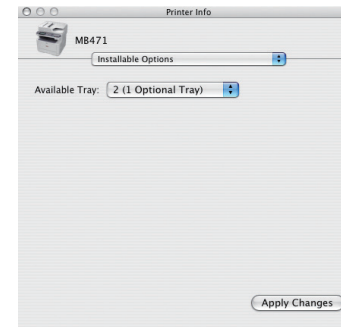 Printer Info
MB471
Installable Options
Available Tray: 2 (1 Optional Tray)
Apply Changes